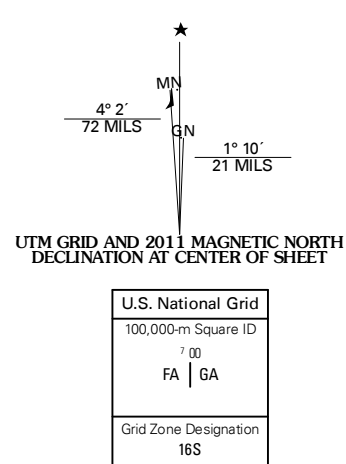 ★
MN
4° 2´
72 MILS
GN
1° 10´
21 MILS
UTM GRID AND 2011 MAGNETIC NORTH
DECLINATION AT CENTER OF SHEET
U.S. National Grid
100,000-m Square ID
7 00
FA | GA
Grid Zone Designation
16S